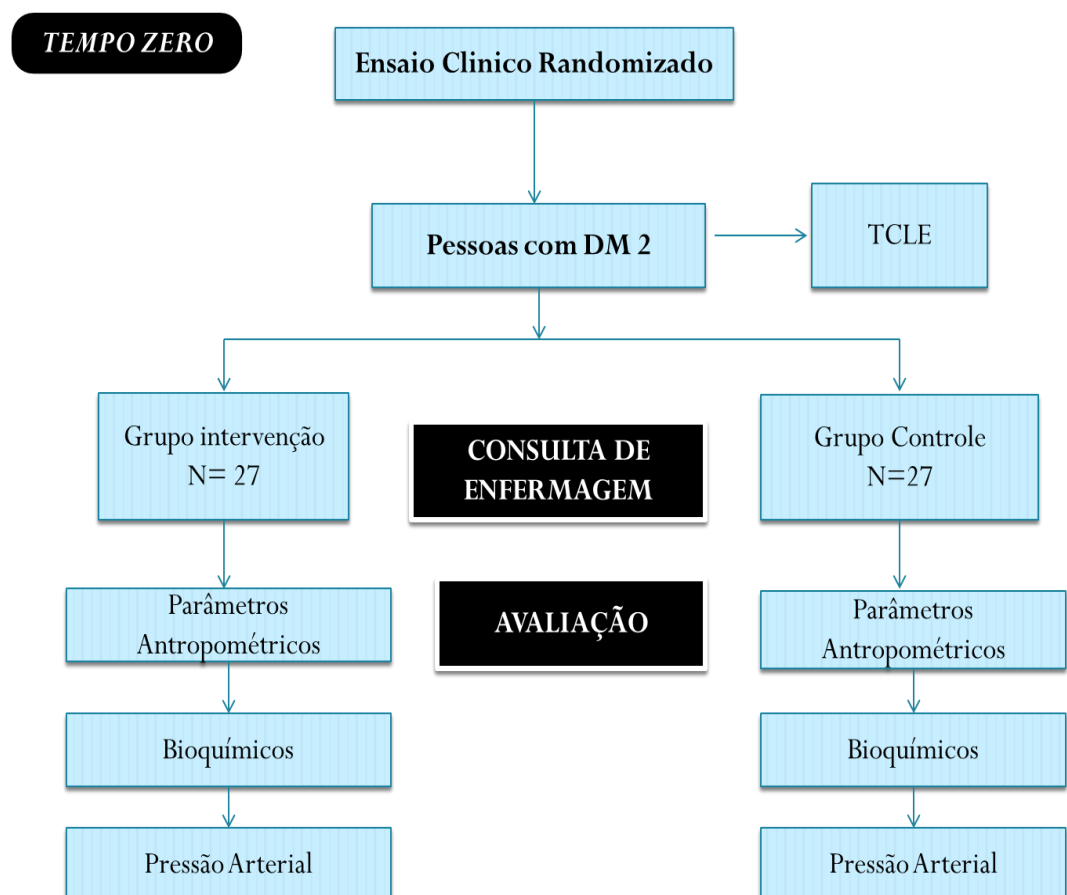 TEMPO ZERO
Ensaio Clinico Randomizado
Pessoas com DM 2
TCLE
Grupo intervenção
N= 27
CONSULTA DE
ENFERMAGEM
Grupo Controle
N=27
Parâmetros
Antropométricos
AVALIAÇÃO
Parâmetros
Antropométricos
Bioquímicos
Bioquímicos
Pressão Arterial
Pressão Arterial